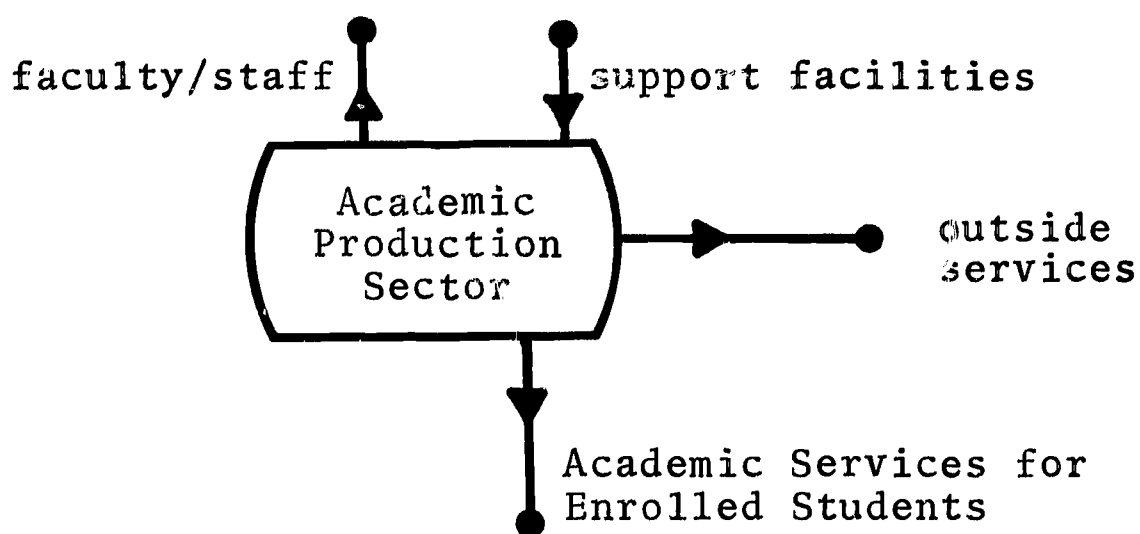 faculty/staff
support facilities
Academic
Production
Sector
outside
services
Academic Services for
Enrolled Students